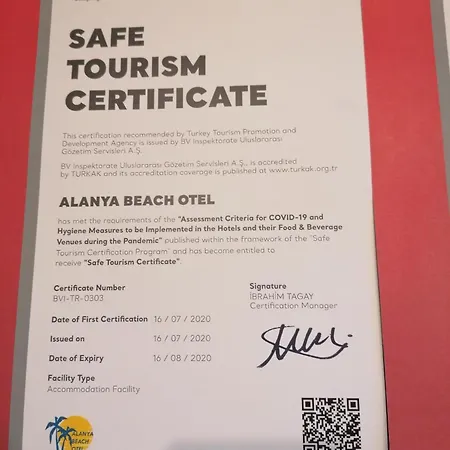 SAFE
TOURISM
CERTIFICATE
This certification recommended by Turkey Tourism Promotion and
Development Agency is issued by BV Inspektorate Uluslararası
Gözetim Servisleri A.Ş.
BV Inspektorate Uluslararası Gözetim Servisleri A.Ş., is accredited
by TURKAK and its accreditation coverage is published at www.turkak.org.tr
ALANYA BEACH OTEL
has met the requirements of the "Assessment Criteria for COVID-19 and
Hygiene Measures to be Implemented in the Hotels and their Food & Beverage
Venues during the Pandemic" published within the framework of the "Safe
Tourism Certification Program" and has become entitled to
receive "Safe Tourism Certificate".
Certificate Number
BVI-TR-0303
Signature
İBRAHİM TAGAY
Certification Manager
Date of First Certification 16 / 07 / 2020
Issued on 16 / 07 / 2020
Date of Expiry 16 / 08 / 2020
Facility Type
Accommodation Facility
ALANYA
BEACH
OTEL